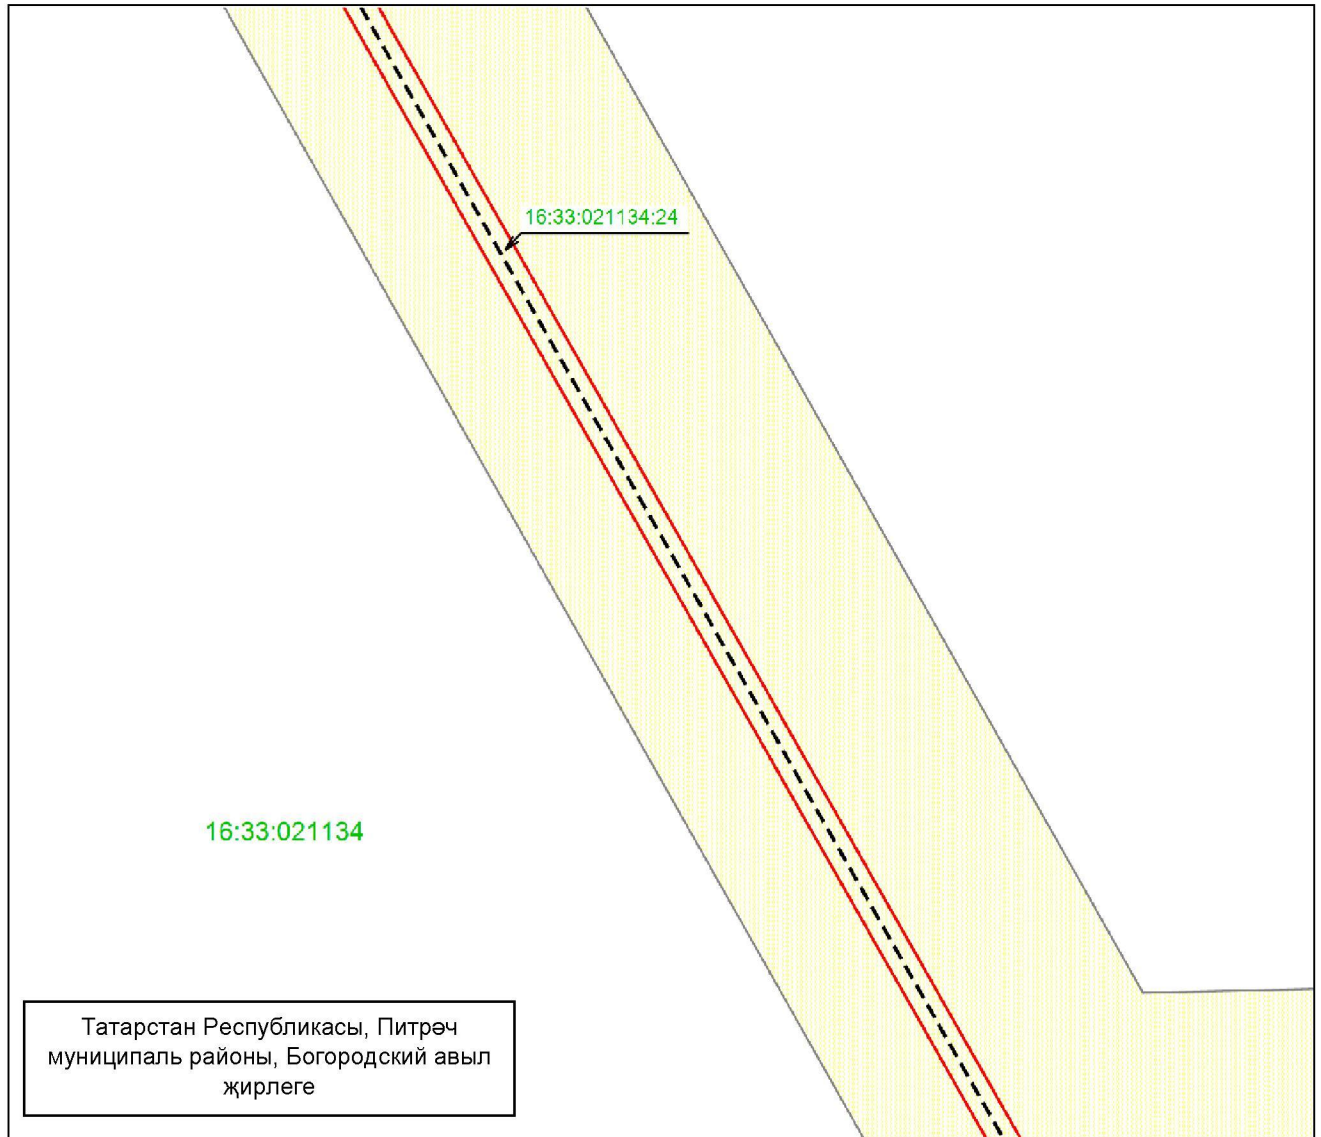 16:33:021134:24
16:33:021134
Татарстан Республикасы, Питрәч
муниципаль районы, Богородский авыл
җирлеге